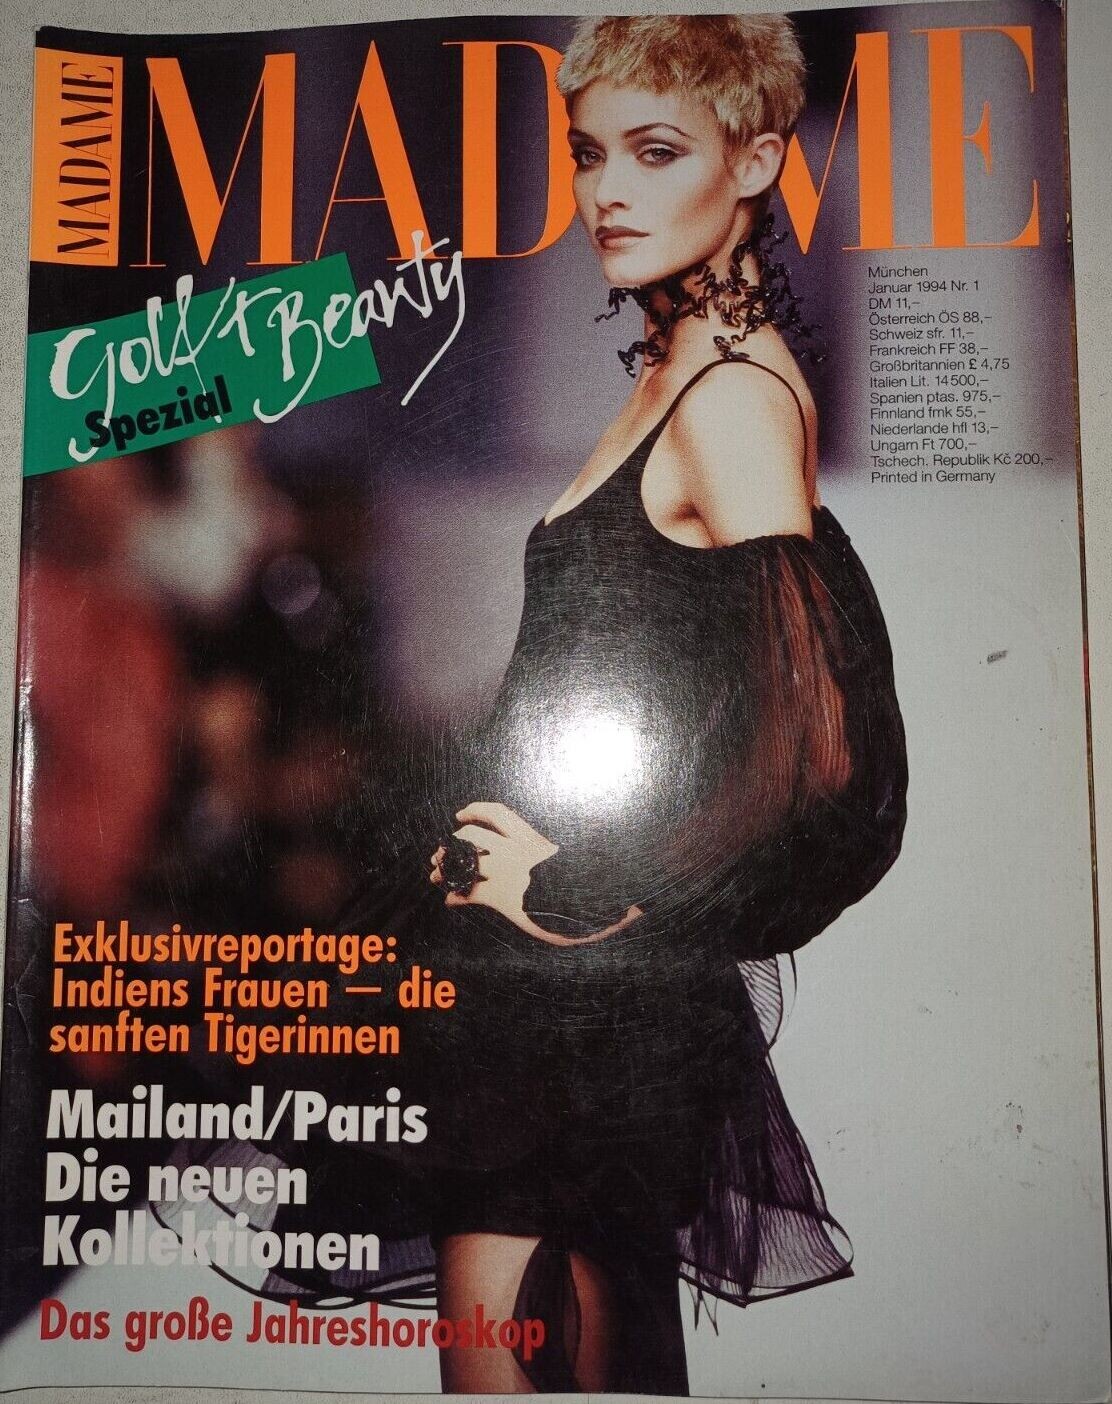 MADAME
MADAME
Golf + Beauty
Spezial
München
Januar 1994 Nr. 1
DM 11,–
Österreich ÖS 88,–
Schweiz sfr. 11,–
Frankreich FF 38,–
Großbritannien £ 4,75
Italien Lit. 14500,–
Spanien ptas. 975,–
Finnland fmk 55,–
Niederlande hfl 13,–
Ungarn Ft 700,–
Tschech. Republik Kč 200,–
Printed in Germany
Exklusivreportage:
Indiens Frauen – die
sanften Tigerinnen
Mailand/Paris
Die neuen
Kollektionen
Das große Jahreshoroskop